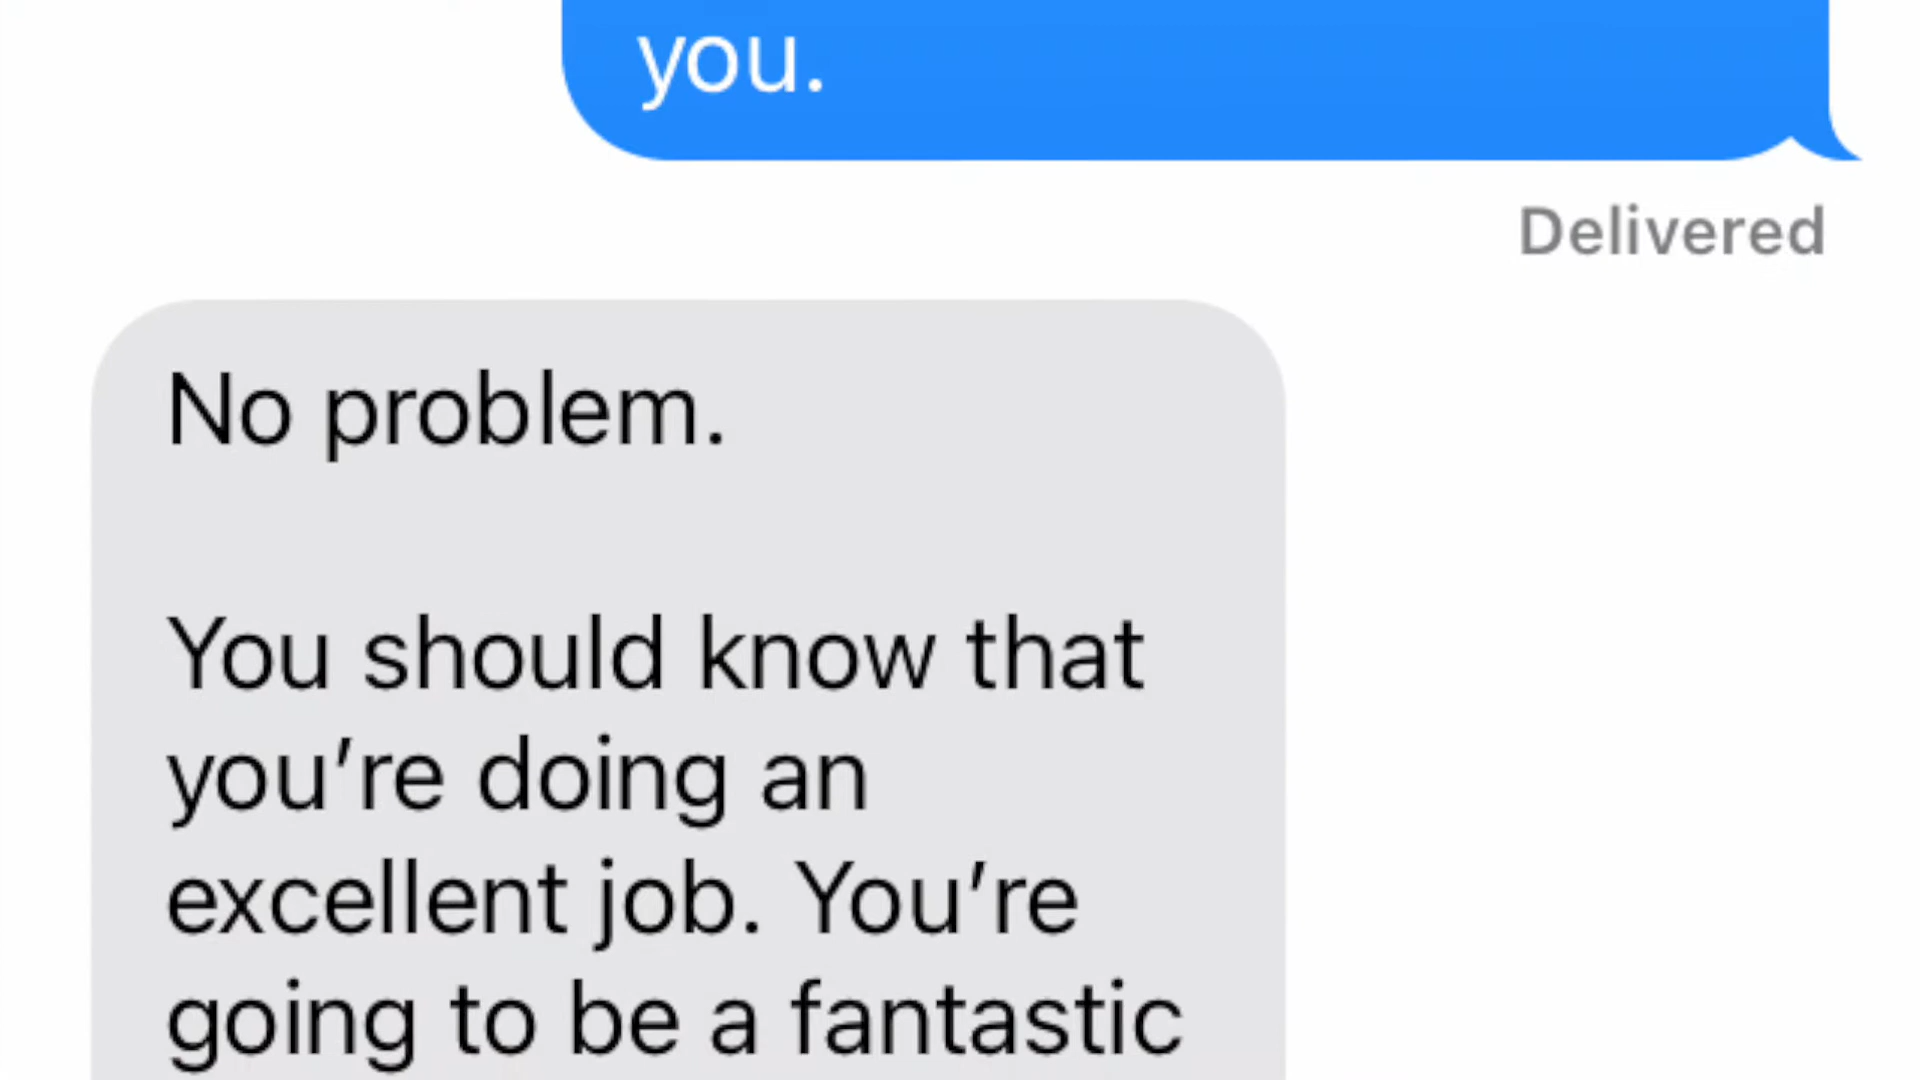 you.
Delivered
No problem.
You should know that
you’re doing an
excellent job. You’re
going to be a fantastic